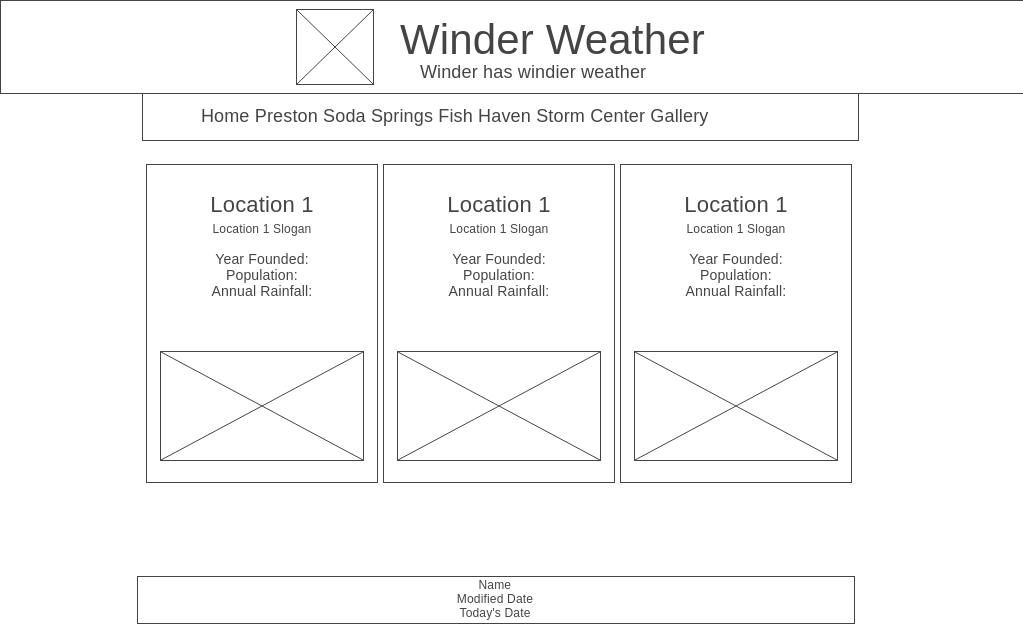 Winder Weather
Winder has windier weather
Home Preston Soda Springs Fish Haven Storm Center Gallery
Location 1
Location 1 Slogan
Year Founded:
Population:
Annual Rainfall:
Location 1
Location 1 Slogan
Year Founded:
Population:
Annual Rainfall:
Location 1
Location 1 Slogan
Year Founded:
Population:
Annual Rainfall:
Name
Modified Date
Today's Date